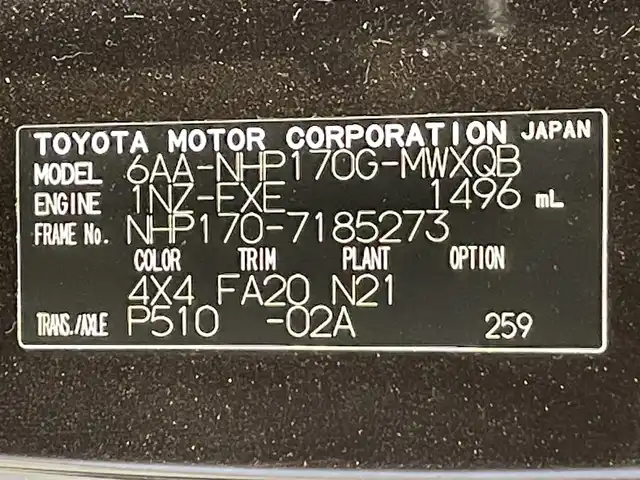 TOYOTA MOTOR CORPORATION JAPAN
MODEL 6AA-NHP170G-MWXQB
ENGINE 1NZ-FXE 1496 mL
FRAME No. NHP170-7185273
COLOR TRIM PLANT OPTION
4X4 FA20 N21
TRANS./AXLE P510 -02A 259